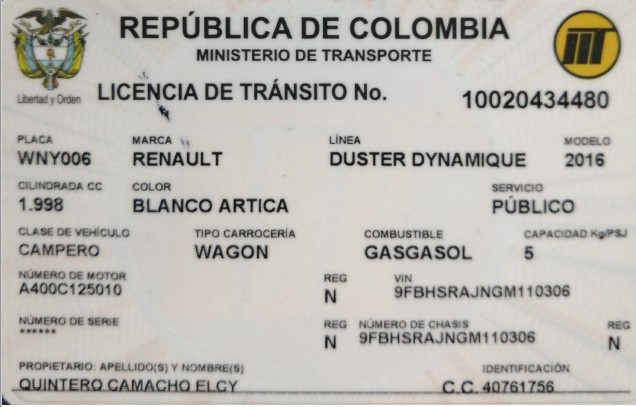 REPÚBLICA DE COLOMBIA
MINISTERIO DE TRANSPORTE
Libertad y Orden
LICENCIA DE TRÁNSITO No. 10020434480
PLACA MARCA LÍNEA MODELO
WNY006 RENAULT DUSTER DYNAMIQUE 2016
CILINDRADA CC COLOR SERVICIO
1.998 BLANCO ARTICA PÚBLICO
CLASE DE VEHÍCULO TIPO CARROCERÍA COMBUSTIBLE CAPACIDAD Kg/PSJ
CAMPERO WAGON GASGASOL 5
NÚMERO DE MOTOR REG VIN
A400C125010 N 9FBHSRAJNGM110306
NÚMERO DE SERIE REG NÚMERO DE CHASIS REG
****** N 9FBHSRAJNGM110306 N
PROPIETARIO: APELLIDO(S) Y NOMBRE(S) IDENTIFICACIÓN
QUINTERO CAMACHO ELCY C.C. 40761756